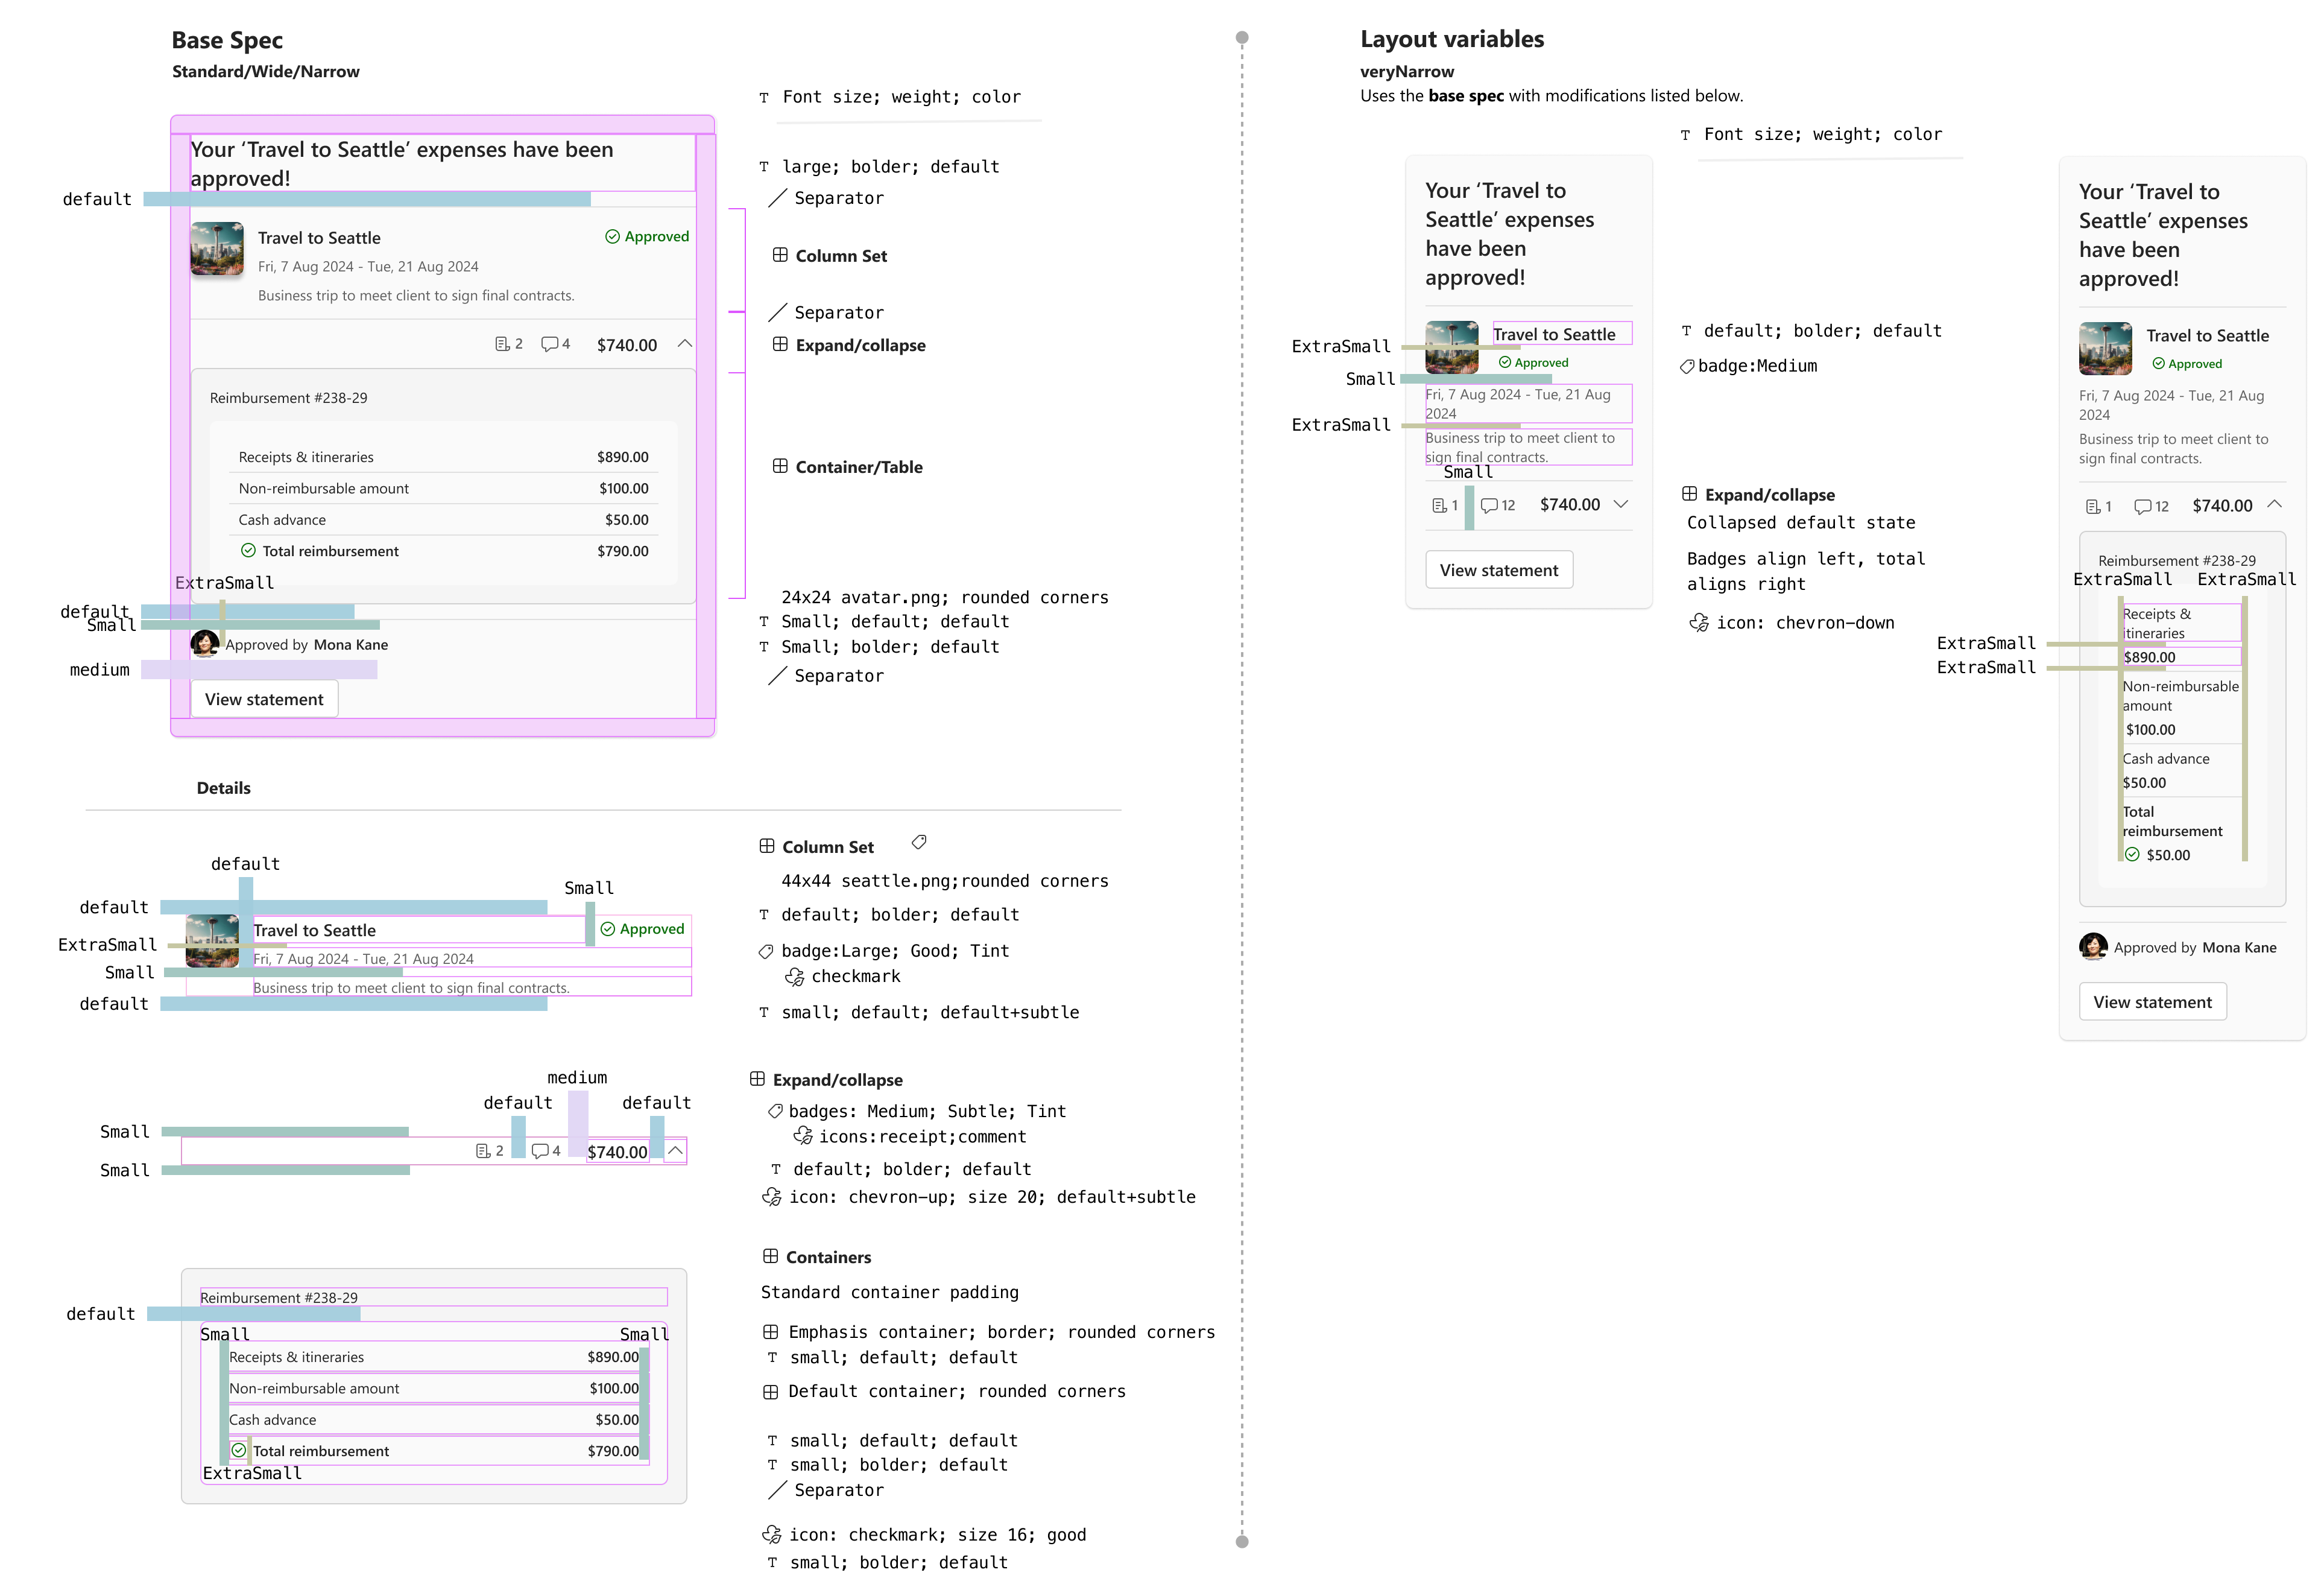 Base Spec
Standard/Wide/Narrow
Font size; weight; color
Your ‘Travel to Seattle’ expenses have been
approved!
large; bolder; default
default
Separator
Travel to Seattle
Approved
Fri, 7 Aug 2024 - Tue, 21 Aug 2024
Business trip to meet client to sign final contracts.
Column Set
Separator
2
4
$740.00
Expand/collapse
Reimbursement #238-29
Receipts & itineraries
$890.00
Non-reimbursable amount
$100.00
Cash advance
$50.00
Total reimbursement
$790.00
Container/Table
ExtraSmall
default
Small
24x24 avatar.png; rounded corners
Small; default; default
Approved by Mona Kane
Small; bolder; default
medium
Separator
View statement
Details
Column Set
default
44x44 seattle.png;rounded corners
Small
default
default; bolder; default
Travel to Seattle
Approved
ExtraSmall
badge:Large; Good; Tint
Fri, 7 Aug 2024 - Tue, 21 Aug 2024
Small
checkmark
Business trip to meet client to sign final contracts.
default
small; default; default+subtle
medium
Expand/collapse
default
default
badges: Medium; Subtle; Tint
Small
icons:receipt;comment
2
4
$740.00
Small
default; bolder; default
icon: chevron-up; size 20; default+subtle
Containers
Reimbursement #238-29
Standard container padding
default
Small
Small
Emphasis container; border; rounded corners
Receipts & itineraries
$890.00
small; default; default
Non-reimbursable amount
$100.00
Default container; rounded corners
Cash advance
$50.00
small; default; default
Total reimbursement
$790.00
small; bolder; default
ExtraSmall
Separator
icon: checkmark; size 16; good
small; bolder; default
Layout variables
veryNarrow
Uses the base spec with modifications listed below.
Font size; weight; color
Your ‘Travel to
Seattle’ expenses
have been
approved!
Travel to Seattle
default; bolder; default
ExtraSmall
Approved
badge:Medium
Small
Fri, 7 Aug 2024 - Tue, 21 Aug
2024
ExtraSmall
Business trip to meet client to
sign final contracts.
Small
1
12
$740.00
Expand/collapse
Collapsed default state
Badges align left, total
aligns right
View statement
icon: chevron-down
Your ‘Travel to
Seattle’ expenses
have been
approved!
Travel to Seattle
Approved
Fri, 7 Aug 2024 - Tue, 21 Aug
2024
Business trip to meet client to
sign final contracts.
1
12
$740.00
Reimbursement #238-29
ExtraSmall
ExtraSmall
Receipts &
itineraries
ExtraSmall
$890.00
ExtraSmall
Non-reimbursable
amount
$100.00
Cash advance
$50.00
Total
reimbursement
$50.00
Approved by Mona Kane
View statement